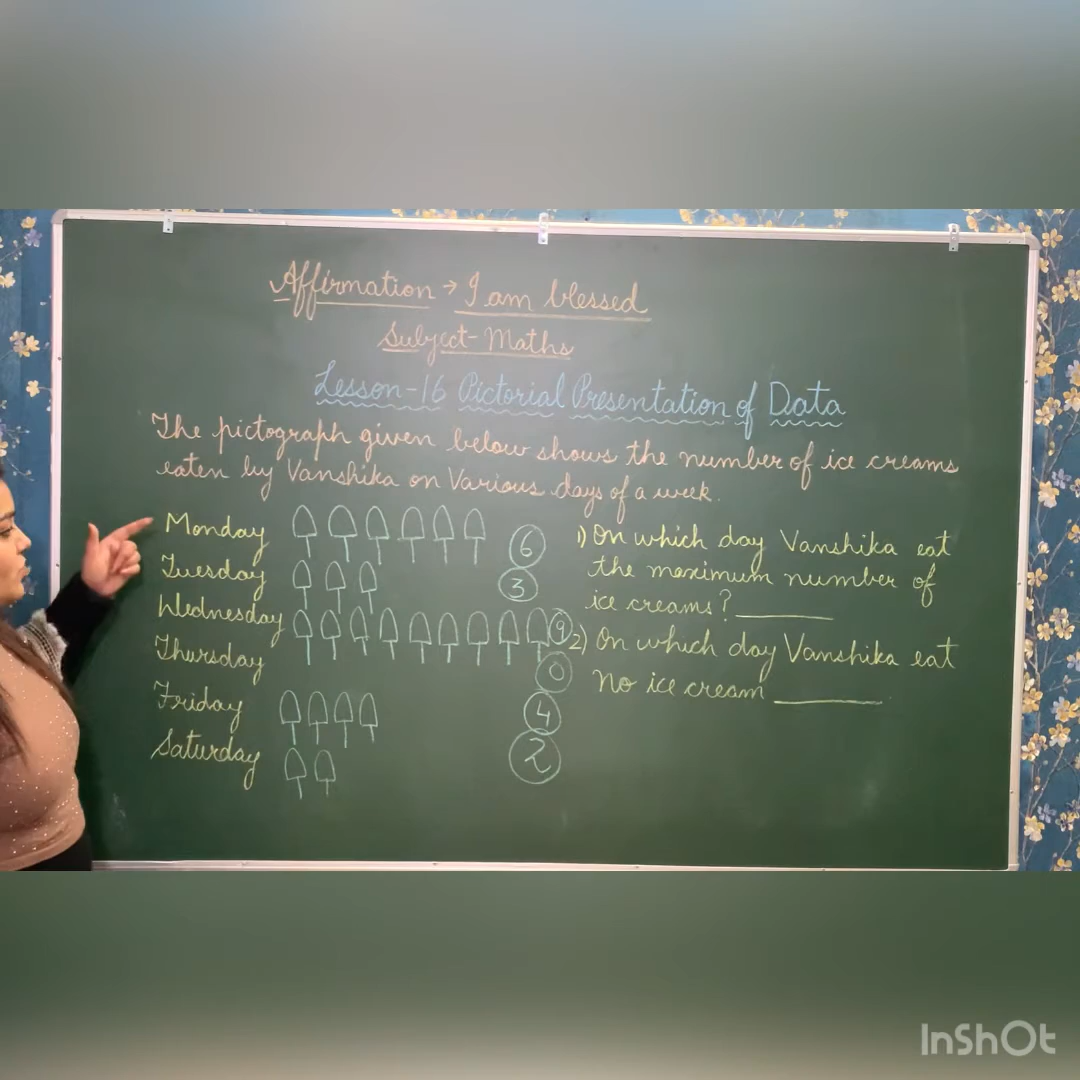 Affirmation → I am blessed
Subject- Maths
Lesson-16 Pictorial Presentation of Data
The pictograph given below shows the number of ice creams
eaten by Vanshika on Various days of a week.
Monday 6
Tuesday 3
Wednesday 9
Thursday 0
Friday 4
Saturday 2
1) On which day Vanshika eat
the maximum number of
ice creams? ______
2) On which day Vanshika eat
No ice cream ______
InShOt